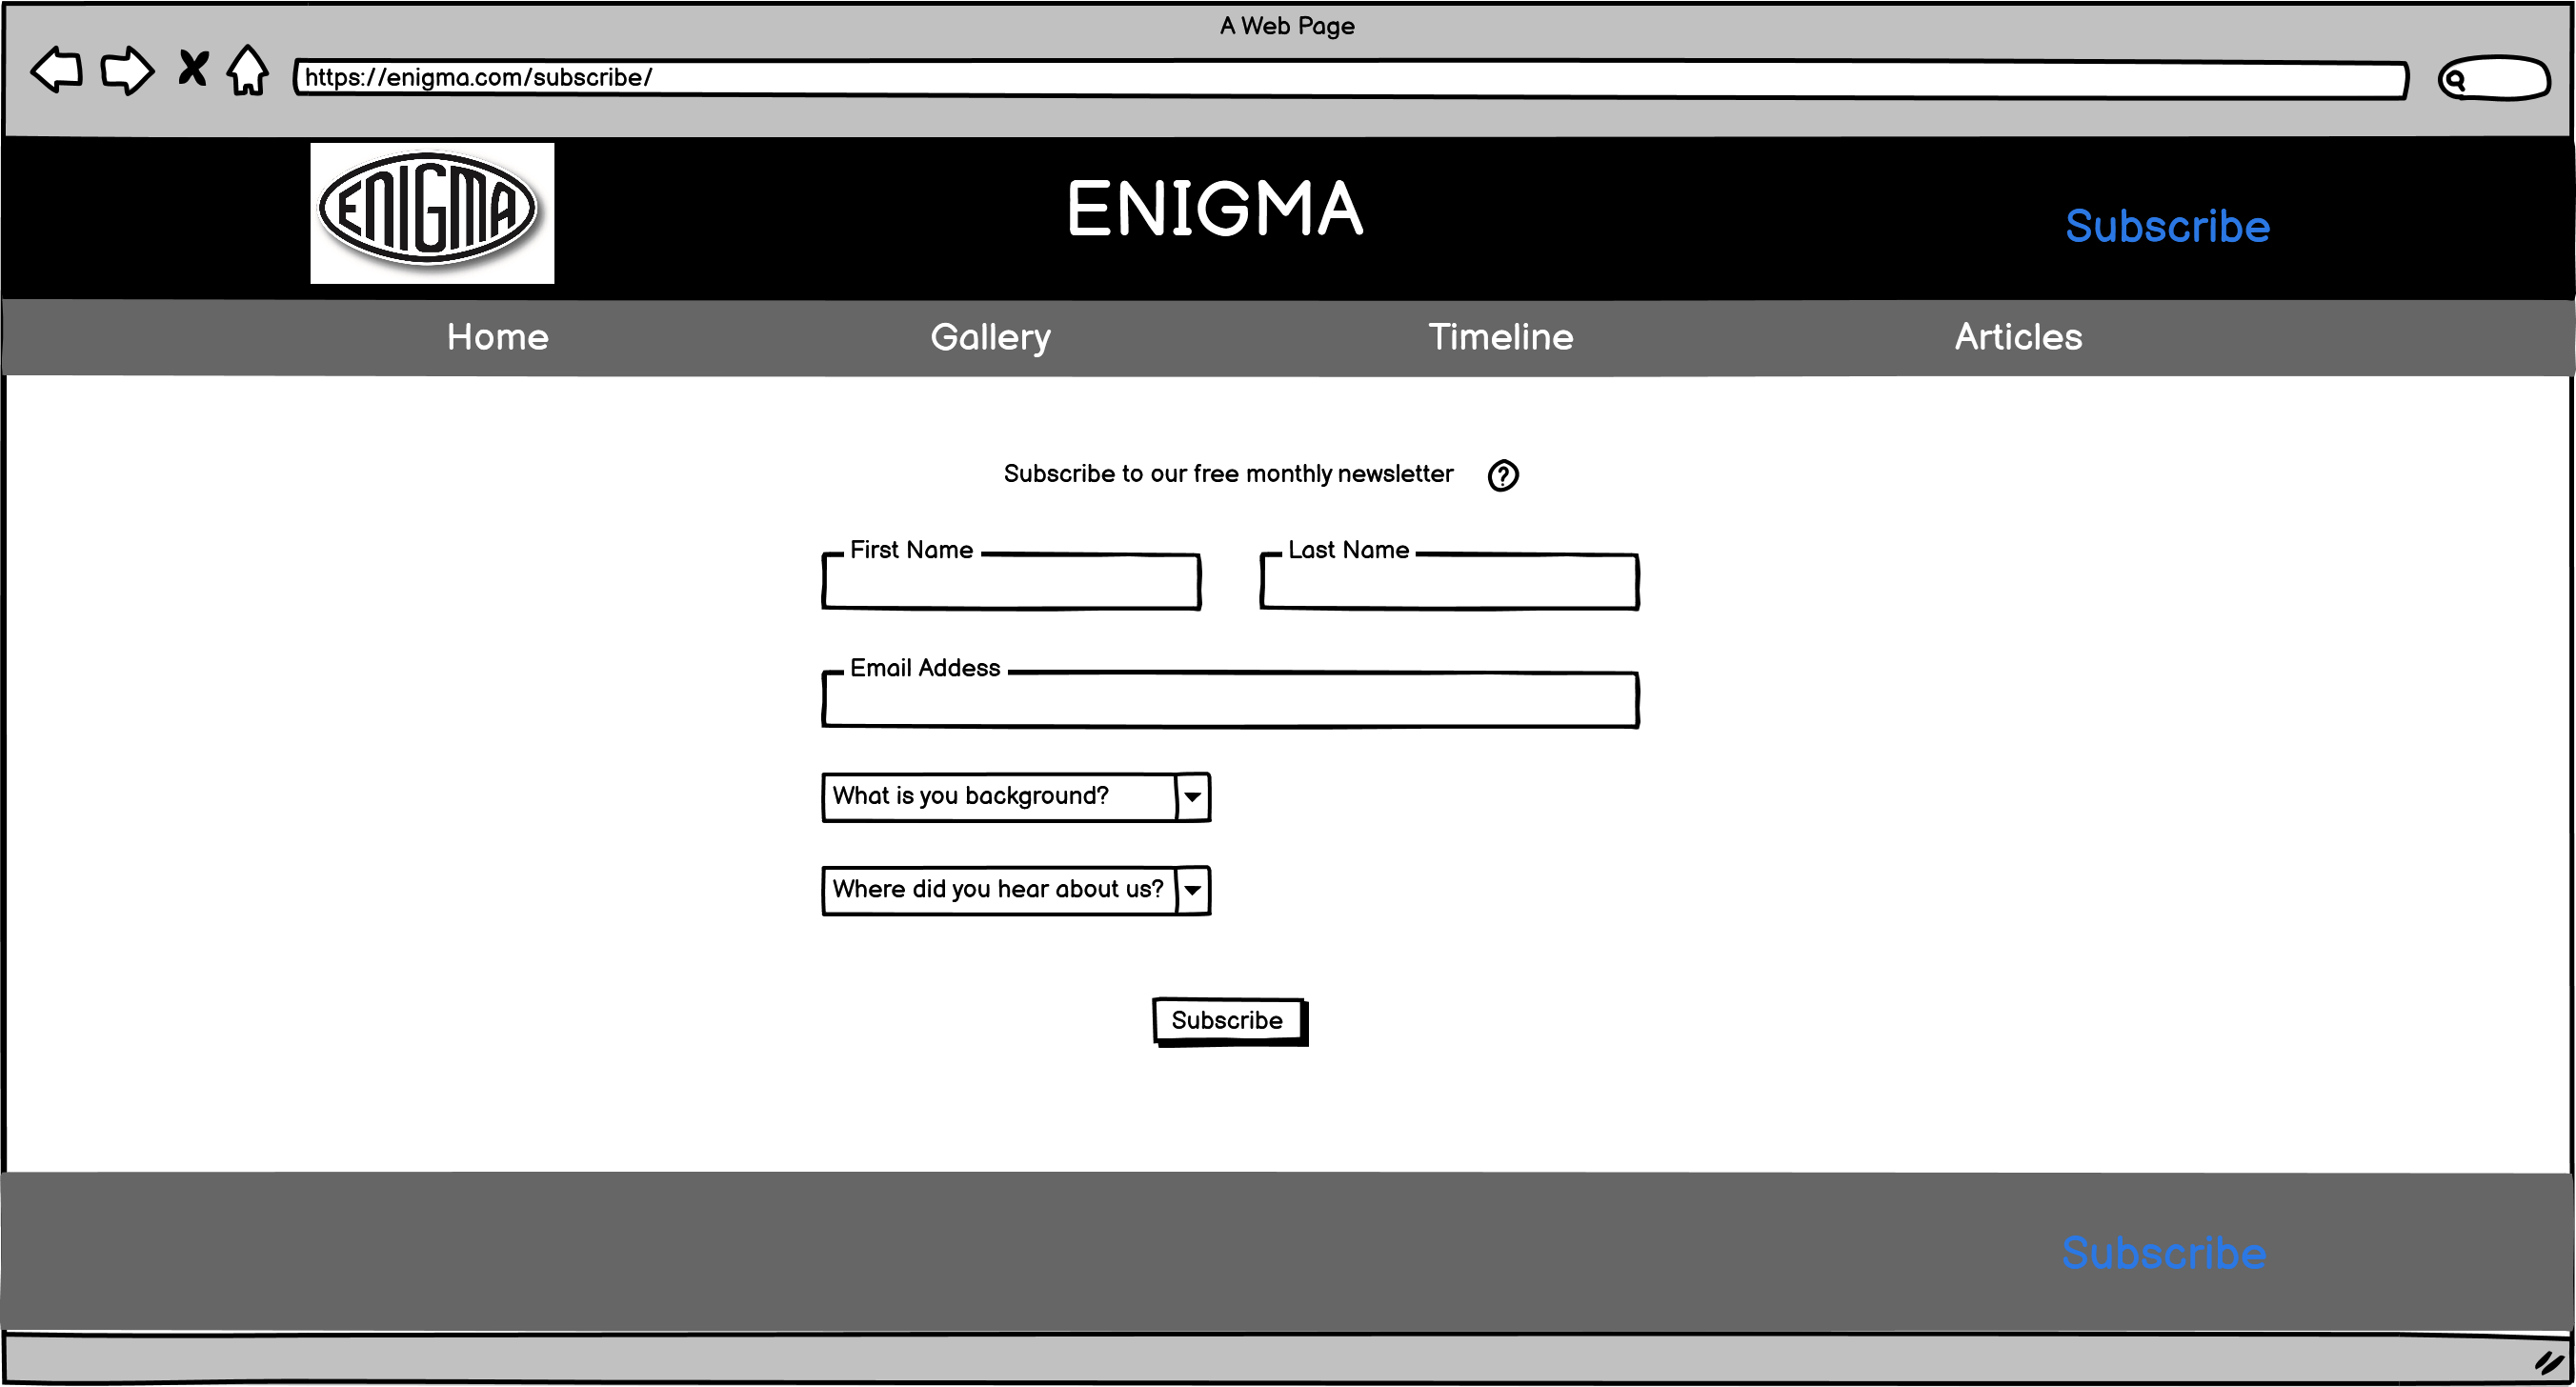 A Web Page
https://enigma.com/subscribe/
ENIGMA
ENIGMA
Subscribe
Home Gallery Timeline Articles
Subscribe to our free monthly newsletter ?
First Name Last Name
Email Addess
What is you background?
Where did you hear about us?
Subscribe
Subscribe